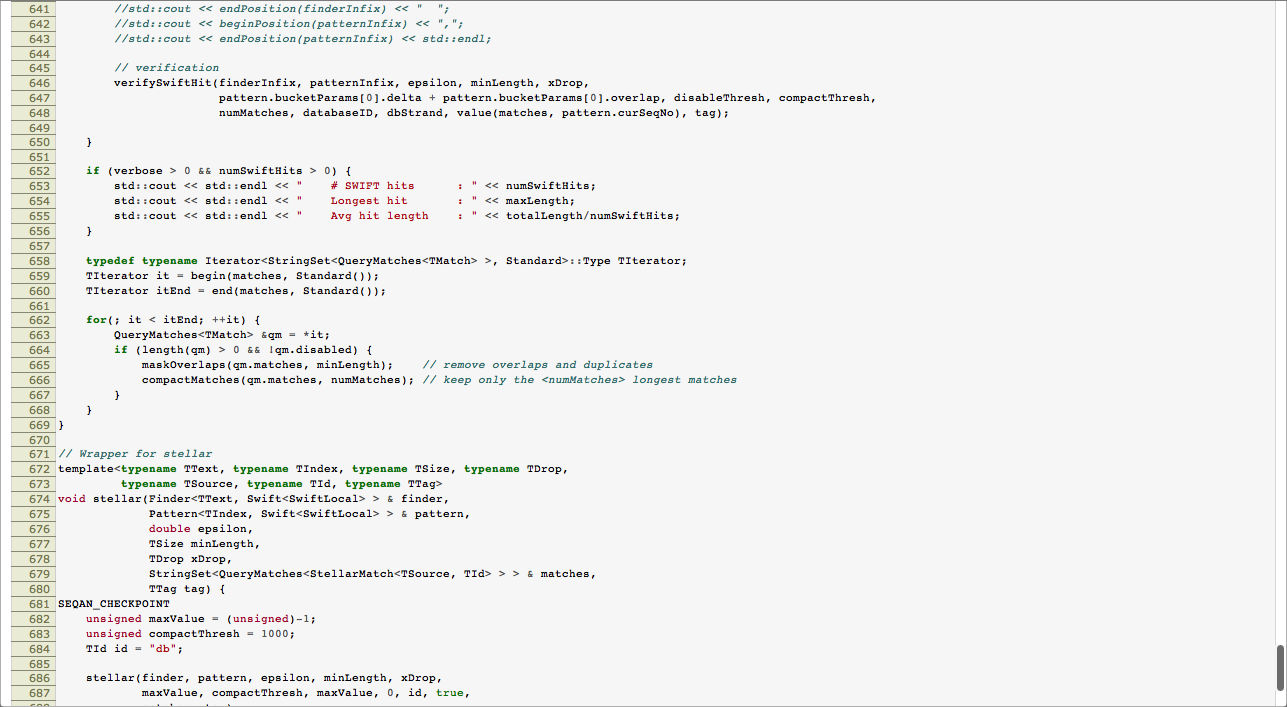 641 //std::cout << endPosition(finderInfix) << "  ";
642 //std::cout << beginPosition(patternInfix) << ",";
643 //std::cout << endPosition(patternInfix) << std::endl;
644
645 // verification
646 verifySwiftHit(finderInfix, patternInfix, epsilon, minLength, xDrop,
647 pattern.bucketParams[0].delta + pattern.bucketParams[0].overlap, disableThresh, compactThresh,
648 numMatches, databaseID, dbStrand, value(matches, pattern.curSeqNo), tag);
649
650 }
651
652 if (verbose > 0 && numSwiftHits > 0) {
653 std::cout << std::endl << "    # SWIFT hits      : " << numSwiftHits;
654 std::cout << std::endl << "    Longest hit       : " << maxLength;
655 std::cout << std::endl << "    Avg hit length    : " << totalLength/numSwiftHits;
656 }
657
658 typedef typename Iterator<StringSet<QueryMatches<TMatch> >, Standard>::Type TIterator;
659 TIterator it = begin(matches, Standard());
660 TIterator itEnd = end(matches, Standard());
661
662 for(; it < itEnd; ++it) {
663 QueryMatches<TMatch> &qm = *it;
664 if (length(qm) > 0 && !qm.disabled) {
665 maskOverlaps(qm.matches, minLength);    // remove overlaps and duplicates
666 compactMatches(qm.matches, numMatches); // keep only the <numMatches> longest matches
667 }
668 }
669 }
670
671 // Wrapper for stellar
672 template<typename TText, typename TIndex, typename TSize, typename TDrop,
673 typename TSource, typename TId, typename TTag>
674 void stellar(Finder<TText, Swift<SwiftLocal> > & finder,
675 Pattern<TIndex, Swift<SwiftLocal> > & pattern,
676 double epsilon,
677 TSize minLength,
678 TDrop xDrop,
679 StringSet<QueryMatches<StellarMatch<TSource, TId> > > & matches,
680 TTag tag) {
681 SEQAN_CHECKPOINT
682 unsigned maxValue = (unsigned)-1;
683 unsigned compactThresh = 1000;
684 TId id = "db";
685
686 stellar(finder, pattern, epsilon, minLength, xDrop,
687 maxValue, compactThresh, maxValue, 0, id, true,